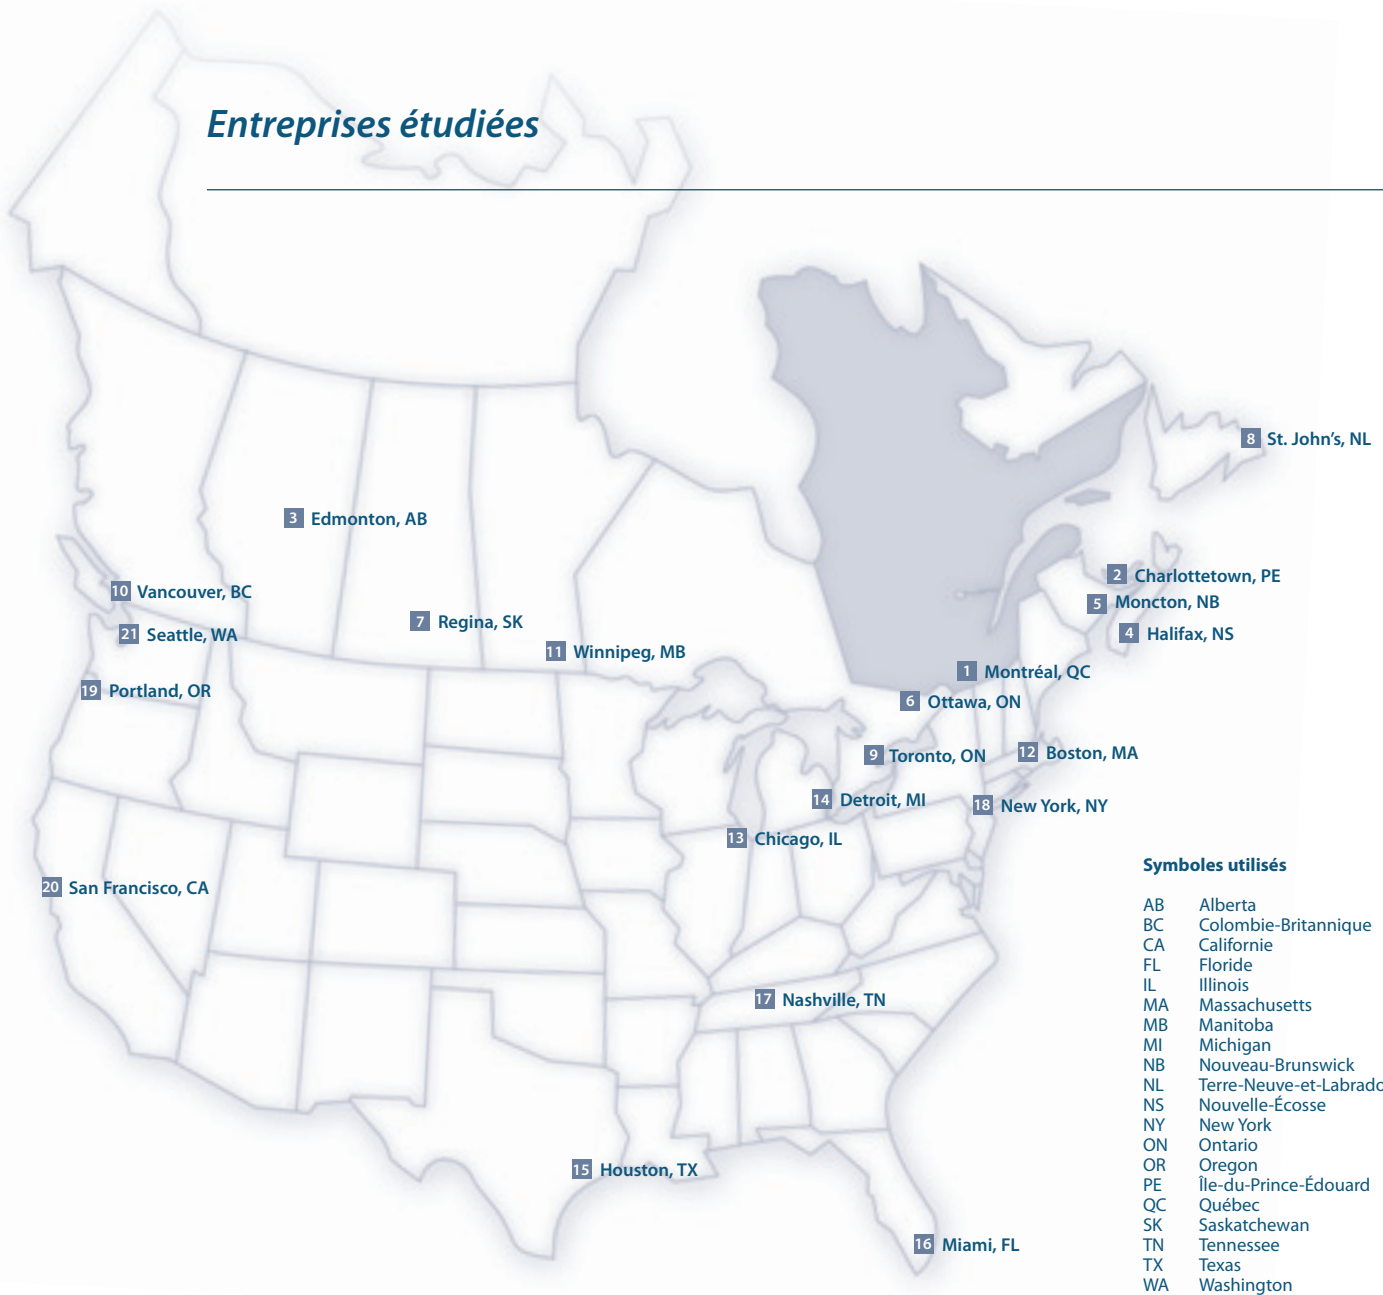 Entreprises étudiées
8 St. John's, NL
3 Edmonton, AB
2 Charlottetown, PE
10 Vancouver, BC
5 Moncton, NB
7 Regina, SK
21 Seattle, WA
4 Halifax, NS
11 Winnipeg, MB
1 Montréal, QC
19 Portland, OR
6 Ottawa, ON
12 Boston, MA
9 Toronto, ON
14 Detroit, MI
18 New York, NY
13 Chicago, IL
20 San Francisco, CA
17 Nashville, TN
15 Houston, TX
16 Miami, FL
Symboles utilisés
AB Alberta
BC Colombie-Britannique
CA Californie
FL Floride
IL Illinois
MA Massachusetts
MB Manitoba
MI Michigan
NB Nouveau-Brunswick
NL Terre-Neuve-et-Labrado
NS Nouvelle-Écosse
NY New York
ON Ontario
OR Oregon
PE Île-du-Prince-Édouard
QC Québec
SK Saskatchewan
TN Tennessee
TX Texas
WA Washington